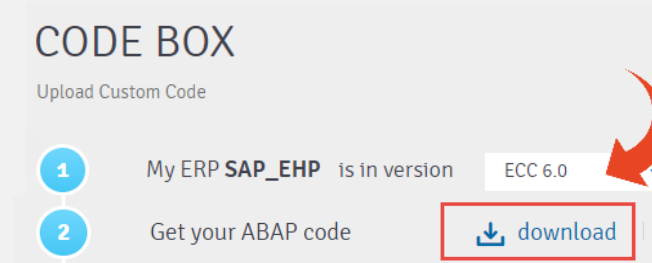 CODE BOX
Upload Custom Code
1 My ERP SAP_EHP is in version ECC 6.0
2 Get your ABAP code download